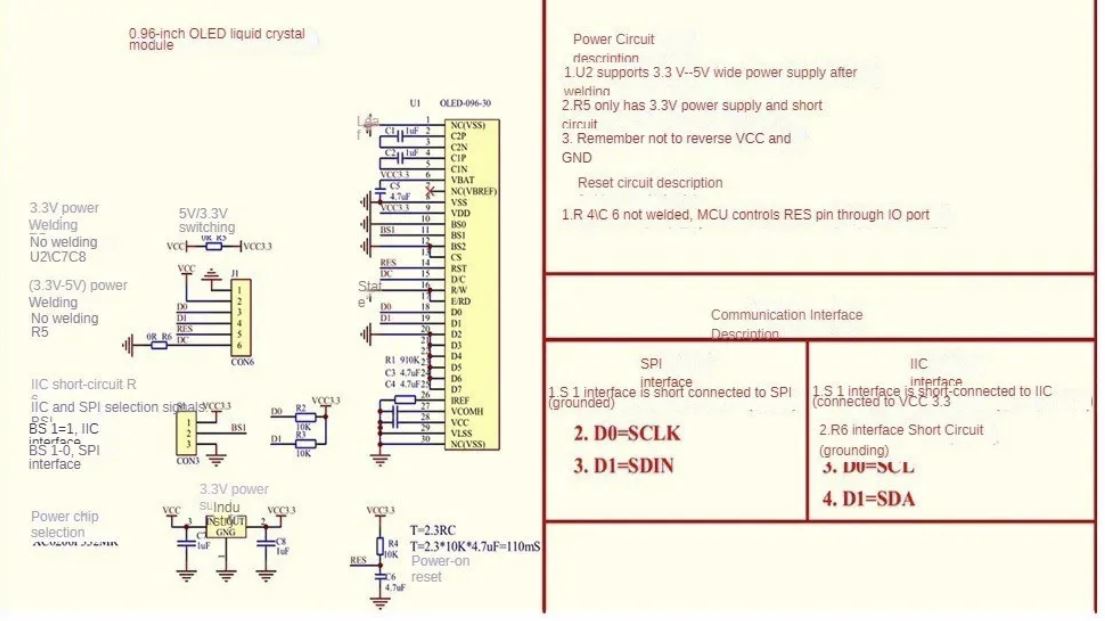 0.96-inch OLED liquid crystal
module
U1 OLED-096-30
1 NC(VSS)
C1 1uF 2 C2P
3 C2N
C2 1uF 4 C1P
5 C1N
VCC3.3 6 VBAT
C5 NC(VBREF)
4.7uF 8 VSS
VCC3.3 9 VDD
10 BS0
BS1 11 BS1
12 BS2
13 CS
RES 14 RST
DC 15 D/C
16 R/W
17 E/RD
D0 18 D0
D1 19 D1
20 D2
21 D3
D4
R1 910K D5
C3 4.7uF 24 D6
C4 4.7uF 25 D7
26 IREF
27 VCOMH
28 VCC
29 VLSS
30 NC(VSS)
3.3V power
Welding
No welding
U2\C7C8
5V/3.3V
switching
0R R5
VCC VCC3.3
(3.3V-5V) power
Welding
No welding
R5
VCC J1
1
2
D0 3
D1 4
RES 5
0R R6 DC 6
CON6
IIC short-circuit R
IIC and SPI selection signals
BS 1=1, IIC
interface
BS 1-0, SPI
interface
VCC3.3
1
2 BS1
3
CON3
VCC3.3
D0 R2
10K
D1 R3
10K
Power chip
selection
3.3V power
VCC VCC3.3
3 IN OUT 2
GNG
C7 1uF
1
C8 1uF
VCC3.3
R4
10K
RES
C6
4.7uF
T=2.3RC
T=2.3*10K*4.7uF=110mS
Power-on
reset
Power Circuit
description
1.U2 supports 3.3 V--5V wide power supply after
welding
2.R5 only has 3.3V power supply and short
circuit
3. Remember not to reverse VCC and
GND
Reset circuit description
1.R 4\C 6 not welded, MCU controls RES pin through IO port
Communication Interface
Description
SPI
interface
1.S 1 interface is short connected to SPI
(grounded)
2. D0=SCLK
3. D1=SDIN
IIC
interface
1.S 1 interface is short-connected to IIC
(connected to VCC 3.3
2.R6 interface Short Circuit
(grounding)
3. D0=SCL
4. D1=SDA